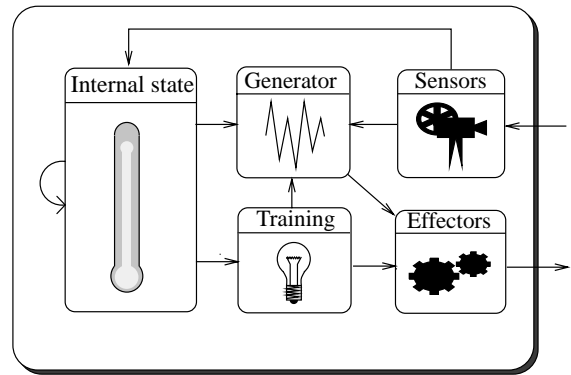 Internal state
Generator
Sensors
Training
Effectors